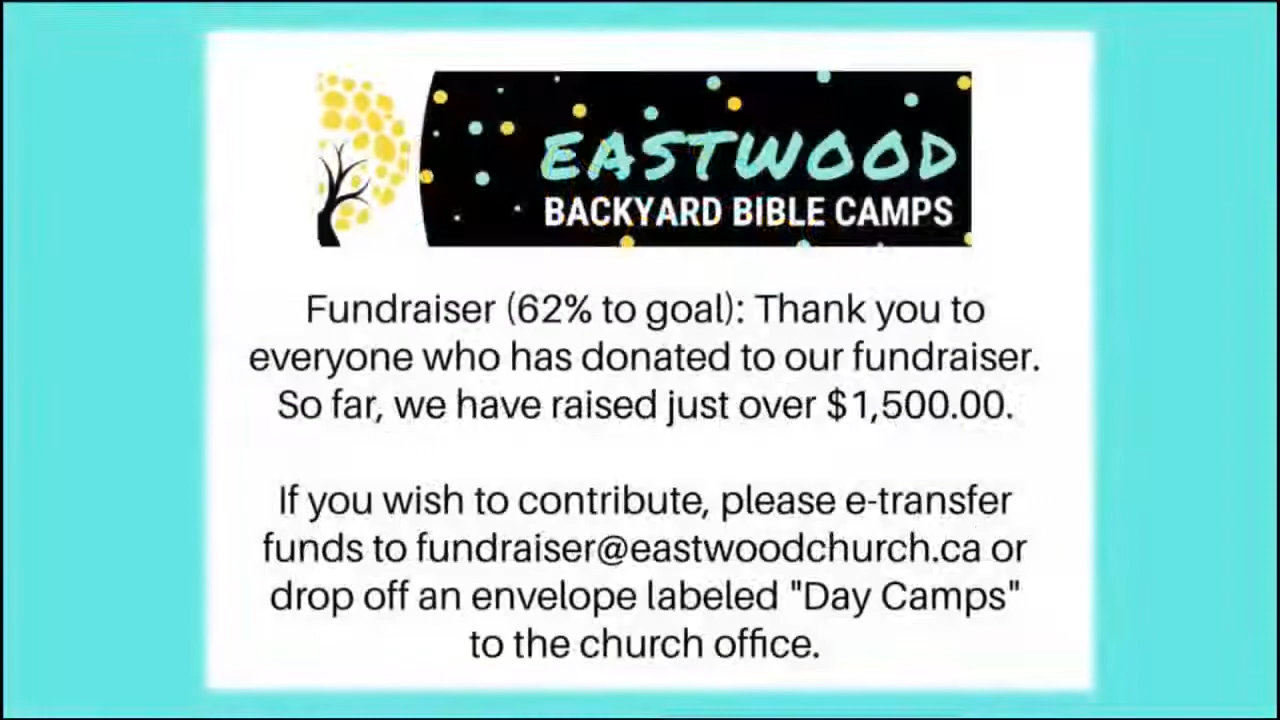 EASTWOOD
BACKYARD BIBLE CAMPS
Fundraiser (62% to goal): Thank you to
everyone who has donated to our fundraiser.
So far, we have raised just over $1,500.00.
If you wish to contribute, please e-transfer
funds to fundraiser@eastwoodchurch.ca or
drop off an envelope labeled "Day Camps"
to the church office.